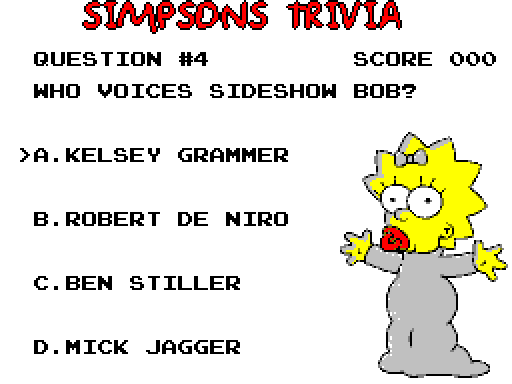 SIMPSONS TRIVIA
QUESTION #4 SCORE 000
WHO VOICES SIDESHOW BOB?
>A.KELSEY GRAMMER
B.ROBERT DE NIRO
C.BEN STILLER
D.MICK JAGGER